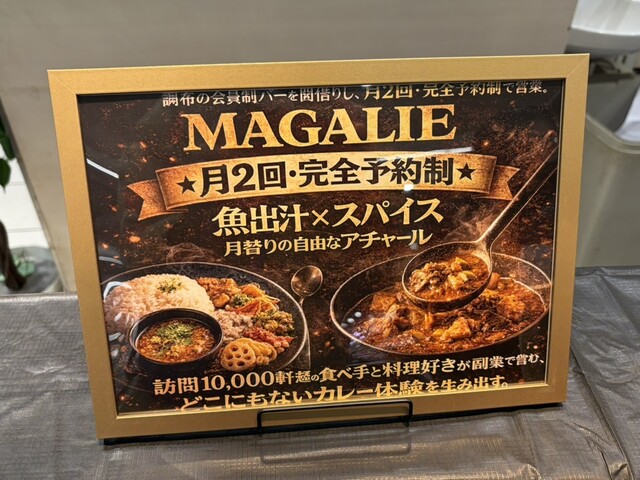 調布の会員制バーを間借りし、月2回・完全予約制で営業。
MAGALIE
★月2回・完全予約制★
魚出汁×スパイス
月替りの自由なアチャール
訪問10,000軒超の食べ手と料理好きが副業で営む、
どこにもないカレー体験を生み出す。